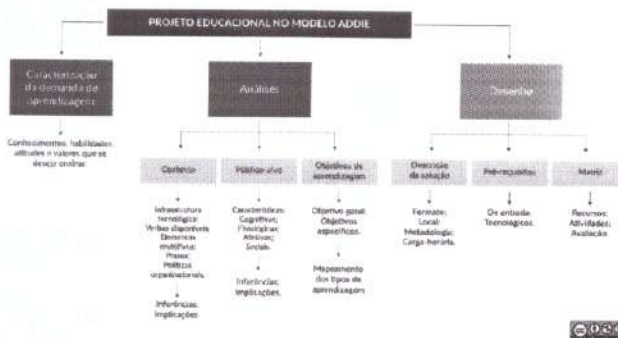 PROJETO EDUCACIONAL NO MODELO ADDIE
Caracterização
da demanda de
aprendizagem
Análises
Desenho
Conhecimentos, habilidades,
atitudes e valores que se
deseja ensinar.
Contexto
Público-alvo
Objetivos de
aprendizagem
Descrição
da solução
Pré-requisitos
Matriz
Infraestrutura
tecnológica;
Verbas disponíveis;
Prazos;
Políticas
organizacionais.
Características:
Cognitivas;
Fisiológicas;
Afetivas;
Sociais.
Objetivo geral;
Objetivos
específicos.
Formato;
Local;
Metodologia;
Carga-horária.
De entrada;
Tecnológicos.
Recursos;
Atividades;
Avaliação.
Inferências;
Implicações
Inferências;
Implicações.
Mapeamento
dos tipos de
aprendizagem